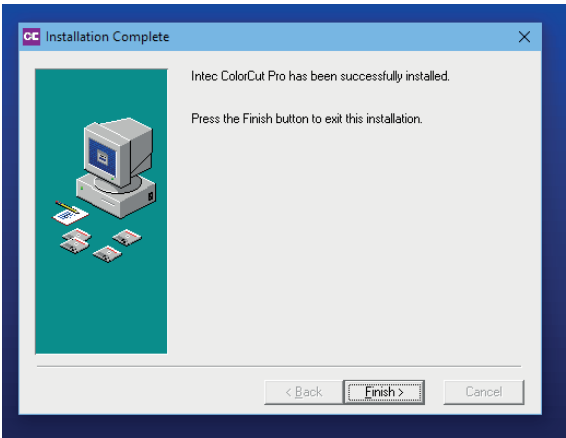 CC Installation Complete
Intec ColorCut Pro has been successfully installed.
Press the Finish button to exit this installation.
< Back Finish > Cancel